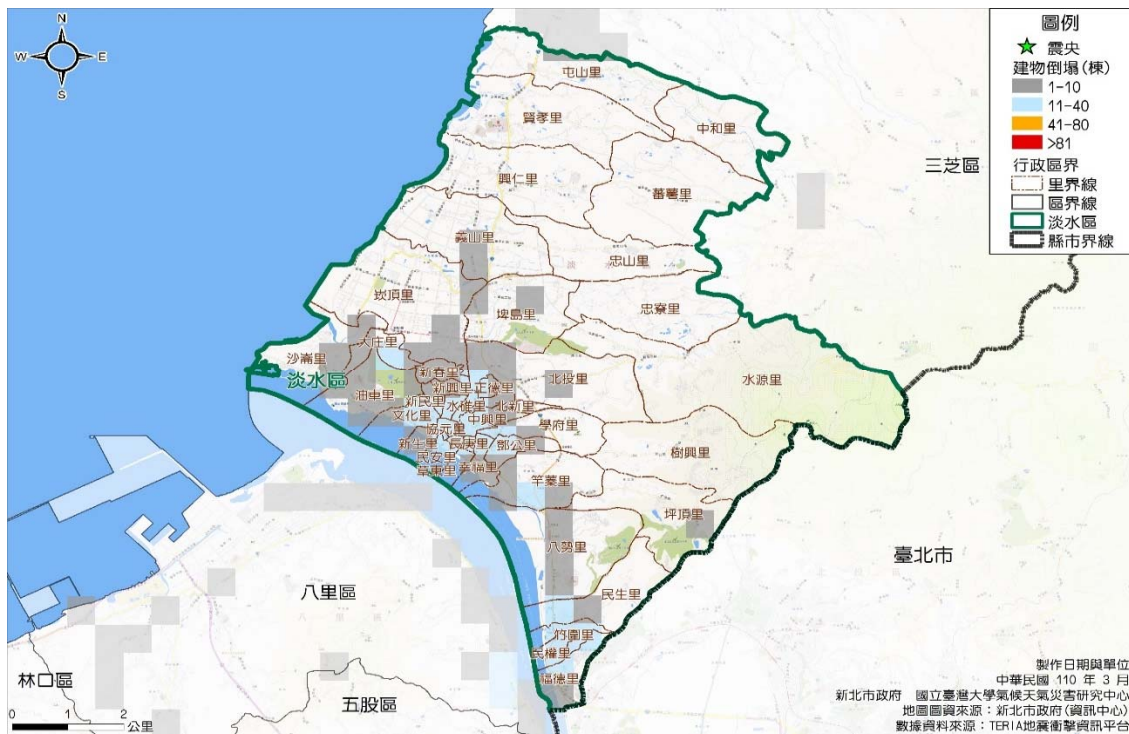 N
W
E
S
圖例
震央
建物倒塌(棟)
1-10
11-40
41-80
>81
行政區界
里界線
區界線
淡水區
縣市界線
屯山里
賢孝里
中和里
三芝區
興仁里
蕃薯里
義山里
忠山里
崁頂里
忠寮里
埤島里
大庄里
沙崙里
淡水區
新春里
北投里
水源里
油車里
新興里
正德里
新民里
水碓里
北新里
文化里
中興里
協元里
學府里
新生里
長庚里
鄧公里
樹興里
民安里
草東里
幸福里
竿蓁里
坪頂里
八勢里
臺北市
八里區
民生里
竹圍里
民權里
福德里
林口區
五股區
0 1 2
公里
製作日期與單位
中華民國 110 年 3 月
新北市政府 國立臺灣大學氣候天氣災害研究中心
地圖圖資來源：新北市政府(資訊中心)
數據資料來源：TERIA地震衝擊資訊平台